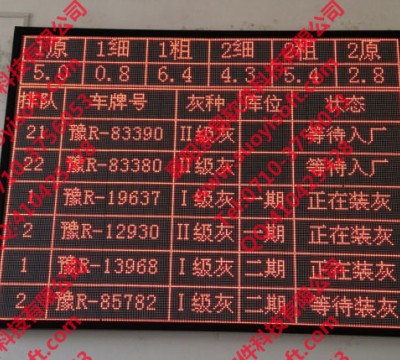 1原 1细 1粗 2细 2粗 2原
5.0 0.8 6.4 4.3 5.4 2.8
排队 车牌号 灰种 库位 状态
21 豫R-83390 II级灰 等待入厂
22 豫R-83380 II级灰 等待入厂
1 豫R-19637 I级灰 一期 正在装灰
2 豫R-12930 II级灰 一期 正在装灰
1 豫R-13968 I级灰 二期 正在装灰
2 豫R-85782 I级灰 二期 等待装灰